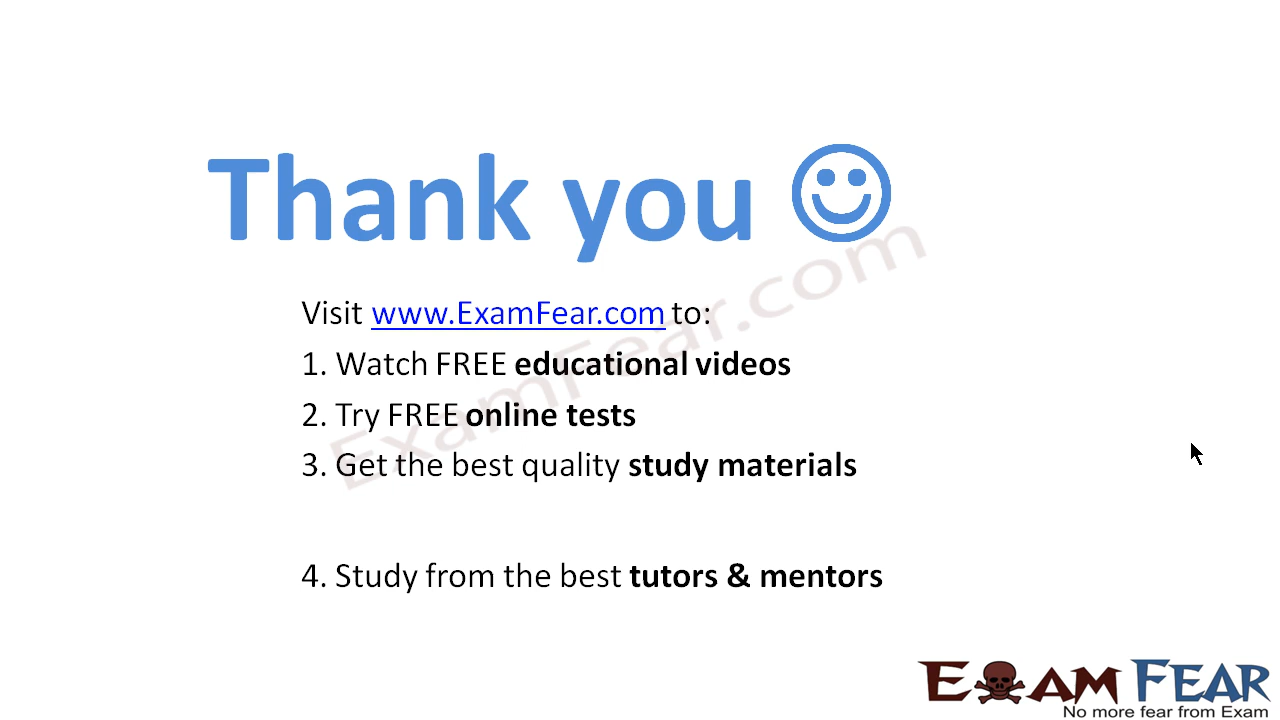 Thank you ☺
Visit www.ExamFear.com to:
1. Watch FREE educational videos
2. Try FREE online tests
3. Get the best quality study materials
4. Study from the best tutors & mentors
ExamFear.com
EXAM FEAR
No more fear from Exam